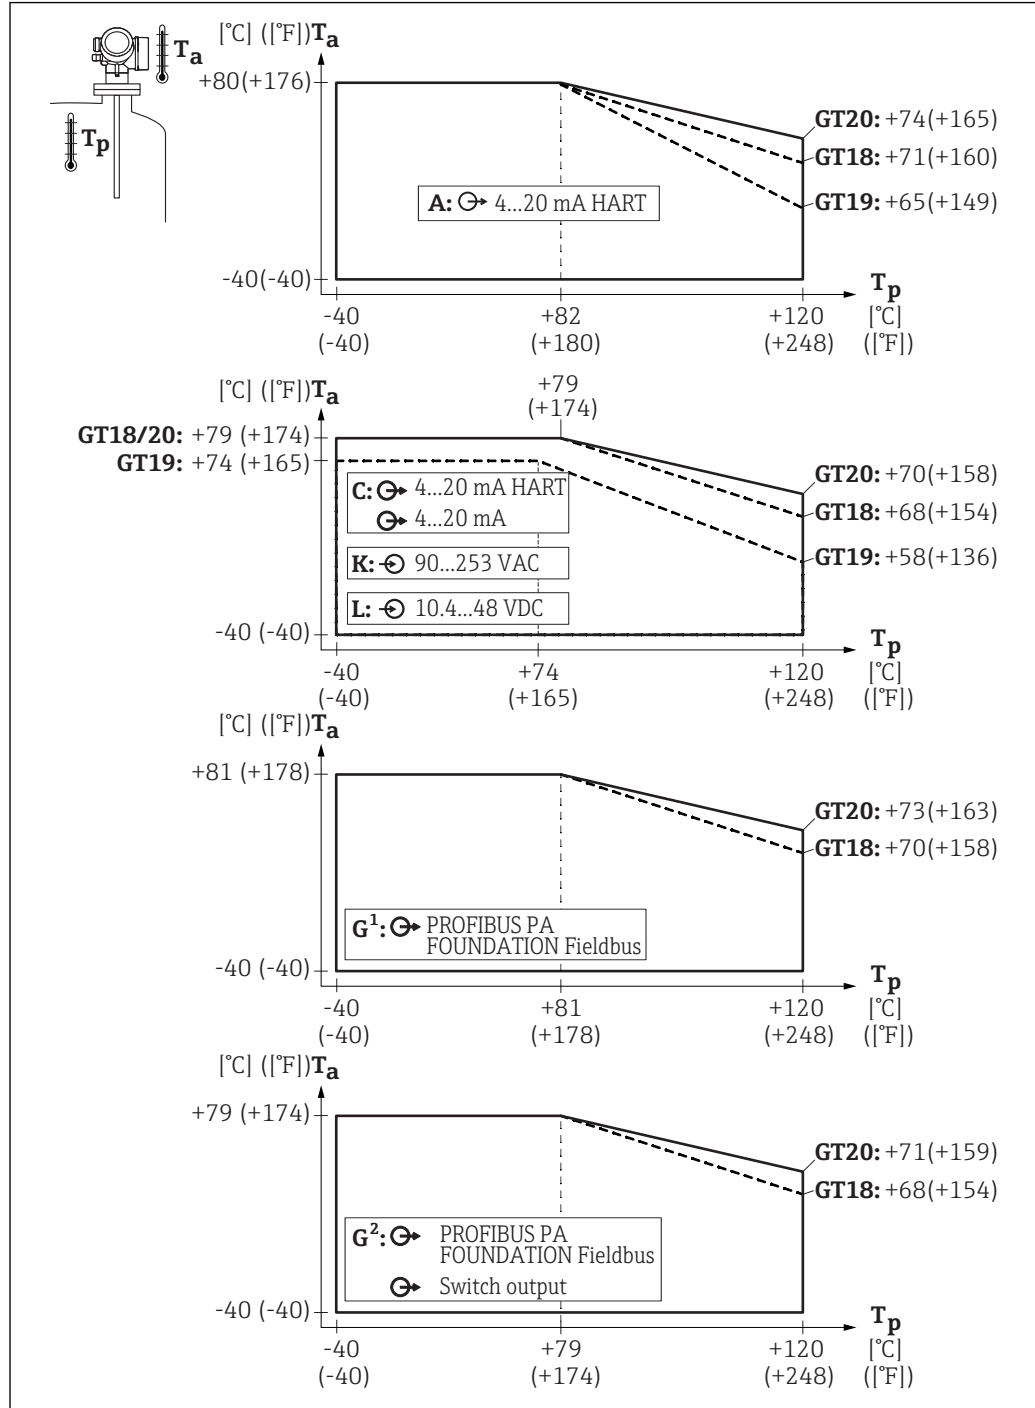 Ta
Tp
[°C] ([°F])Ta
+80(+176)
GT20: +74(+165)
GT18: +71(+160)
GT19: +65(+149)
A: 4...20 mA HART
-40(-40)
Tp
-40 +82 +120 [°C]
(-40) (+180) (+248) ([°F])
[°C] ([°F])Ta
+79
(+174)
GT18/20: +79 (+174)
GT19: +74 (+165)
GT20: +70(+158)
GT18: +68(+154)
GT19: +58(+136)
C: 4...20 mA HART
4...20 mA
K: 90...253 VAC
L: 10.4...48 VDC
-40 (-40)
Tp
-40 +74 +120 [°C]
(-40) (+165) (+248) ([°F])
[°C] ([°F])Ta
+81 (+178)
GT20: +73(+163)
GT18: +70(+158)
G1: PROFIBUS PA
FOUNDATION Fieldbus
-40 (-40)
Tp
-40 +81 +120 [°C]
(-40) (+178) (+248) ([°F])
[°C] ([°F])Ta
+79 (+174)
GT20: +71(+159)
GT18: +68(+154)
G2: PROFIBUS PA
FOUNDATION Fieldbus
Switch output
-40 (-40)
Tp
-40 +79 +120 [°C]
(-40) (+174) (+248) ([°F])